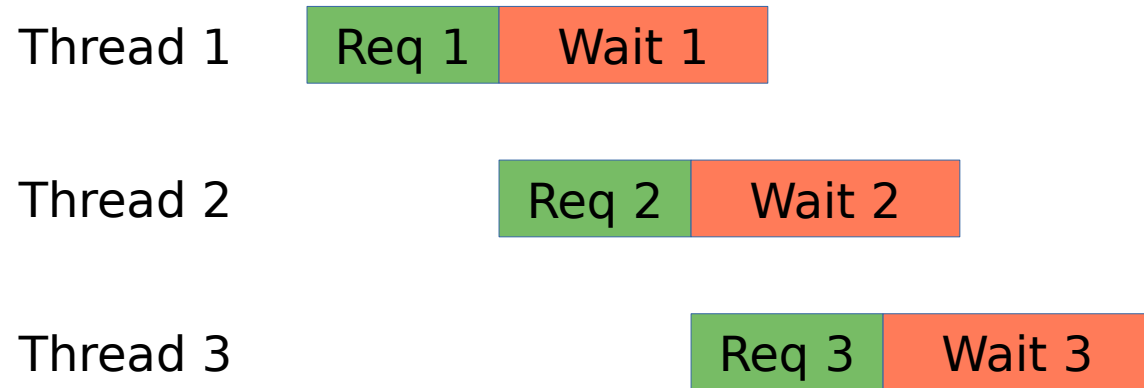 Thread 1 Req 1 Wait 1
Thread 2 Req 2 Wait 2
Thread 3 Req 3 Wait 3